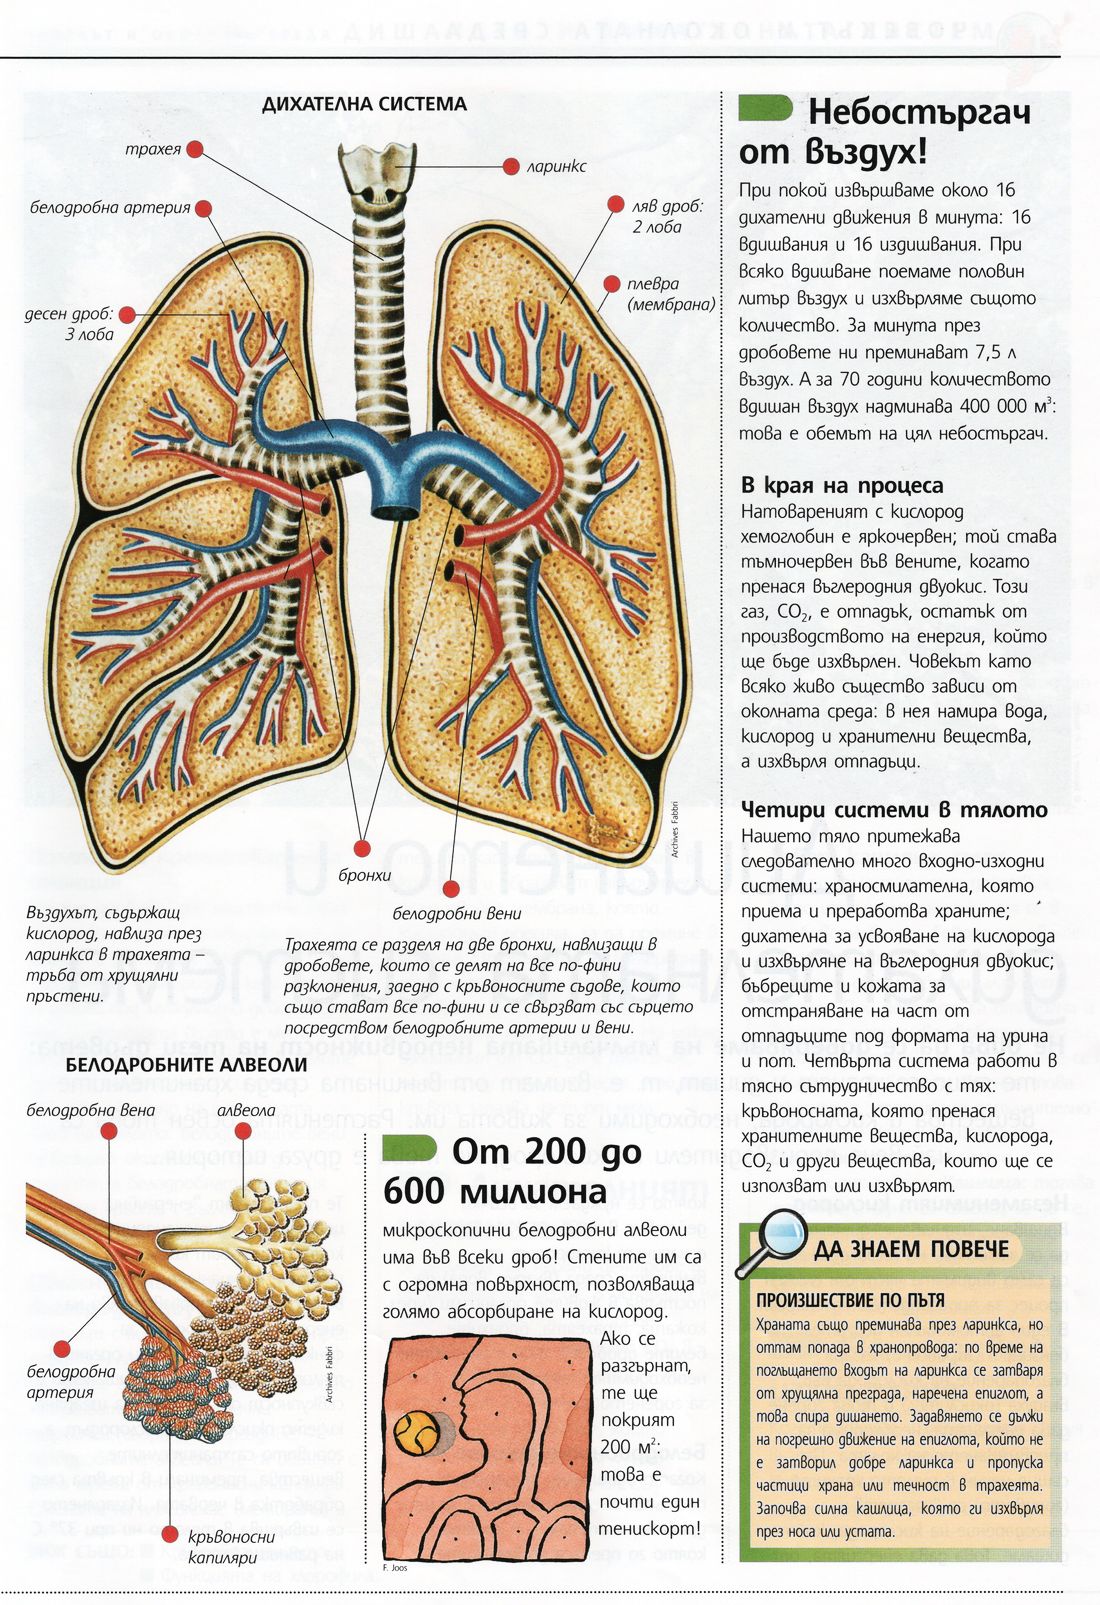 ДИХАТЕЛНА СИСТЕМА
трахея
ларинкс
белодробна артерия
ляв дроб:
2 лоба
плевра
(мембрана)
десен дроб:
3 лоба
Archives Fabbri
бронхи
белодробни вени
Въздухът, съдържащ
кислород, навлиза през
ларинкса в трахеята –
тръба от хрущялни
пръстени.
Трахеята се разделя на две бронхи, навлизащи в
дробовете, които се делят на все по-фини
разклонения, заедно с кръвоносните съдове, които
също стават все по-фини и се свързват със сърцето
посредством белодробните артерии и вени.
БЕЛОДРОБНИТЕ АЛВЕОЛИ
белодробна вена
алвеола
белодробна
артерия
Archives Fabbri
кръвоносни
капиляри
От 200 до
600 милиона
микроскопични белодробни алвеоли
има във всеки дроб! Стените им са
с огромна повърхност, позволяваща
голямо абсорбиране на кислород.
Ако се
разгърнат,
те ще
покрият
200 м²:
това е
почти един
тенискорт!
F. Joos
Небостъргач
от въздух!
При покой извършваме около 16
дихателни движения в минута: 16
вдишвания и 16 издишвания. При
всяко вдишване поемаме половин
литър въздух и изхвърляме същото
количество. За минута през
дробовете ни преминават 7,5 л
въздух. А за 70 години количеството
вдишан въздух надминава 400 000 м³:
това е обемът на цял небостъргач.
В края на процеса
Натовареният с кислород
хемоглобин е яркочервен; той става
тъмночервен във вените, когато
пренася въглеродния двуокис. Този
газ, CO₂, е отпадък, остатък от
производството на енергия, който
ще бъде изхвърлен. Човекът като
всяко живо същество зависи от
околната среда: в нея намира вода,
кислород и хранителни вещества,
а изхвърля отпадъци.
Четири системи в тялото
Нашето тяло притежава
следователно много входно-изходни
системи: храносмилателна, която
приема и преработва храните;
дихателна за усвояване на кислорода
и изхвърляне на въглеродния двуокис;
бъбреците и кожата за
отстраняване на част от
отпадъците под формата на урина
и пот. Четвърта система работи в
тясно сътрудничество с тях:
кръвоносната, която пренася
хранителните вещества, кислорода,
CO₂ и други вещества, които ще се
използват или изхвърлят.
ДА ЗНАЕМ ПОВЕЧЕ
ПРОИЗШЕСТВИЕ ПО ПЪТЯ
Храната също преминава през ларинкса, но
оттам попада в хранопровода: по време на
поглъщането входът на ларинкса се затваря
от хрущялна преграда, наречена епиглот, а
това спира дишането. Задавянето се дължи
на погрешно движение на епиглота, който не
е затворил добре ларинкса и пропуска
частици храна или течност в трахеята.
Започва силна кашлица, която ги изхвърля
през носа или устата.